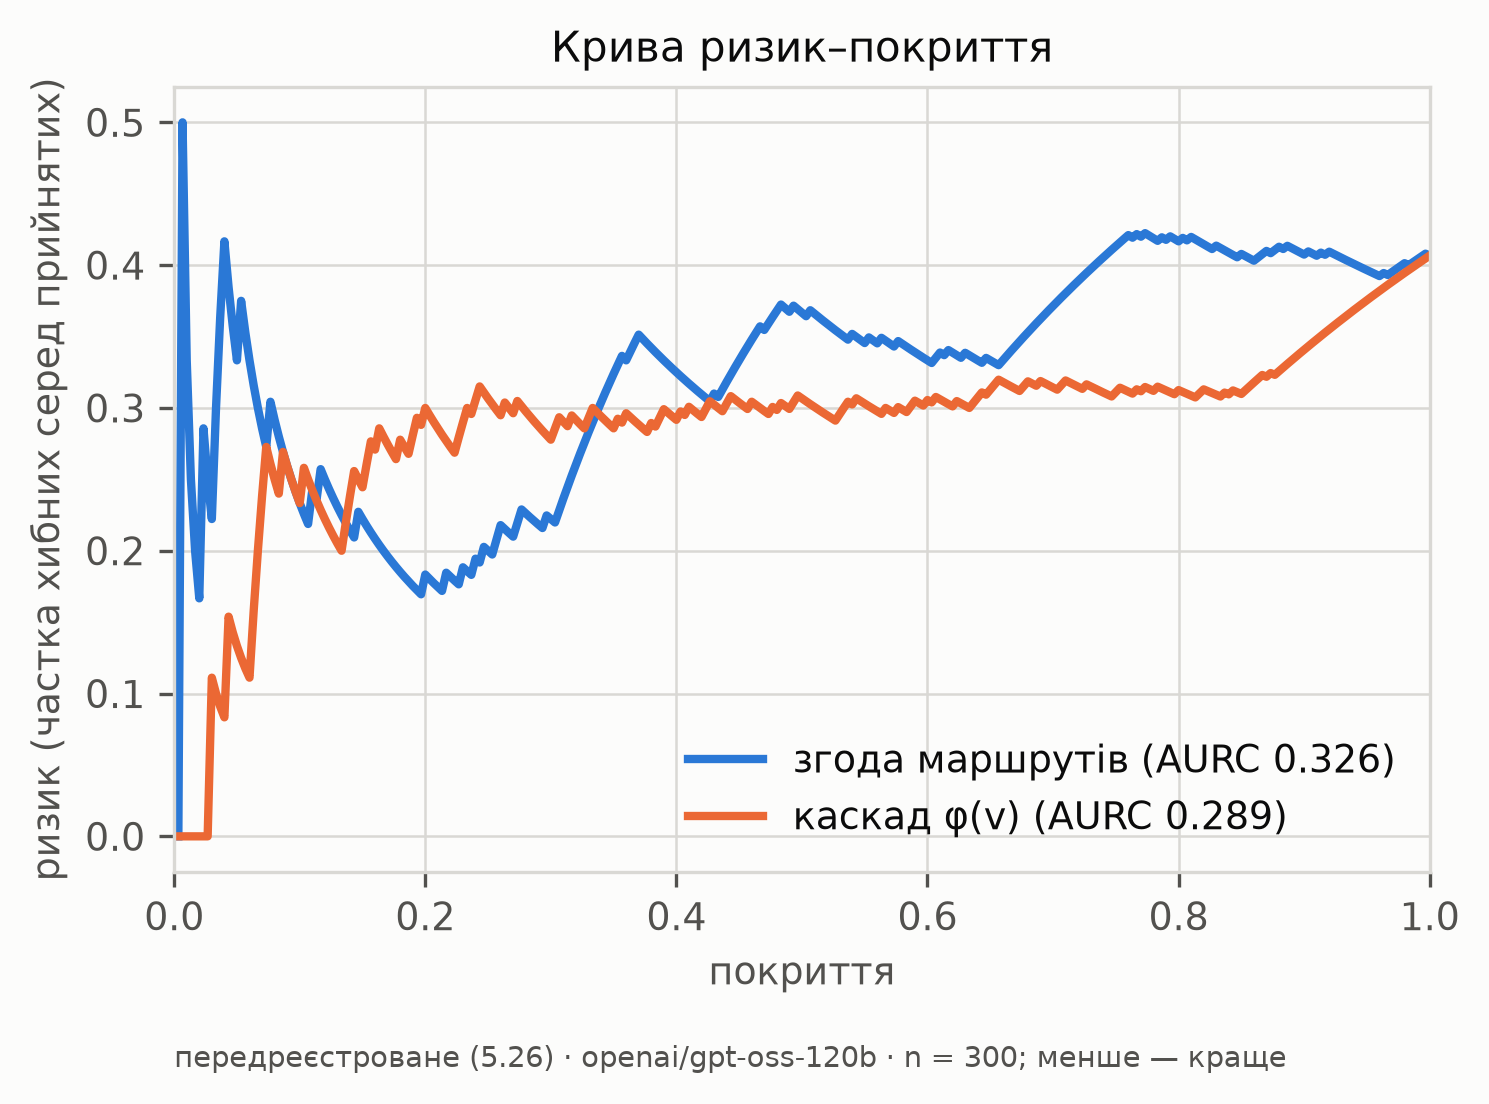 Крива ризик–покриття
ризик (частка хибних серед прийнятих)
0.5
0.4
0.3
0.2
0.1
0.0
згода маршрутів (AURC 0.326)
каскад φ(v) (AURC 0.289)
0.0 0.2 0.4 0.6 0.8 1.0
покриття
передреєстроване (5.26) · openai/gpt-oss-120b · n = 300; менше — краще